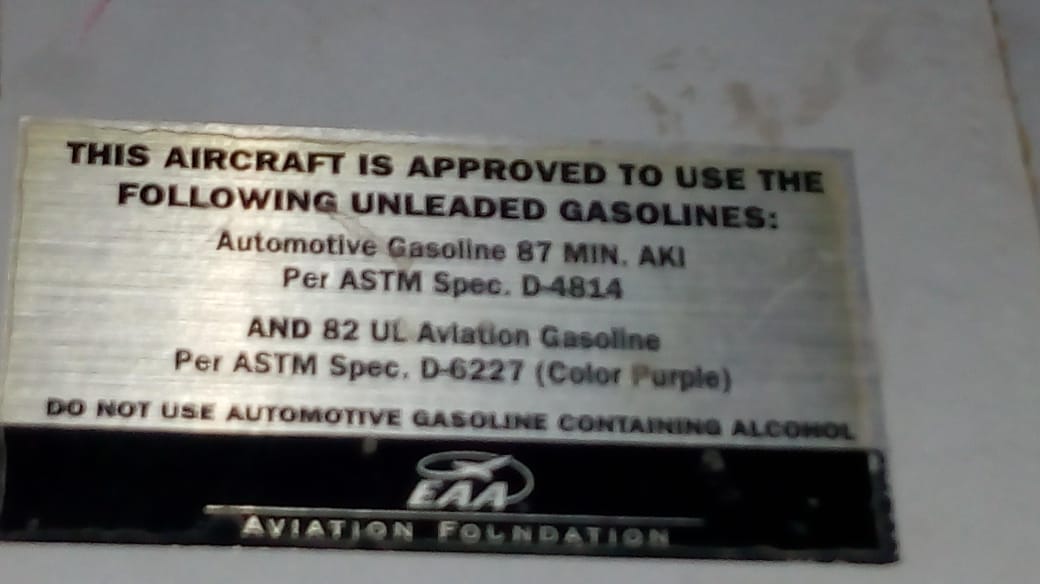 THIS AIRCRAFT IS APPROVED TO USE THE
FOLLOWING UNLEADED GASOLINES:
Automotive Gasoline 87 MIN. AKI
Per ASTM Spec. D-4814
AND 82 UL Aviation Gasoline
Per ASTM Spec. D-6227 (Color Purple)
DO NOT USE AUTOMOTIVE GASOLINE CONTAINING ALCOHOL
EAA
AVIATION FOUNDATION